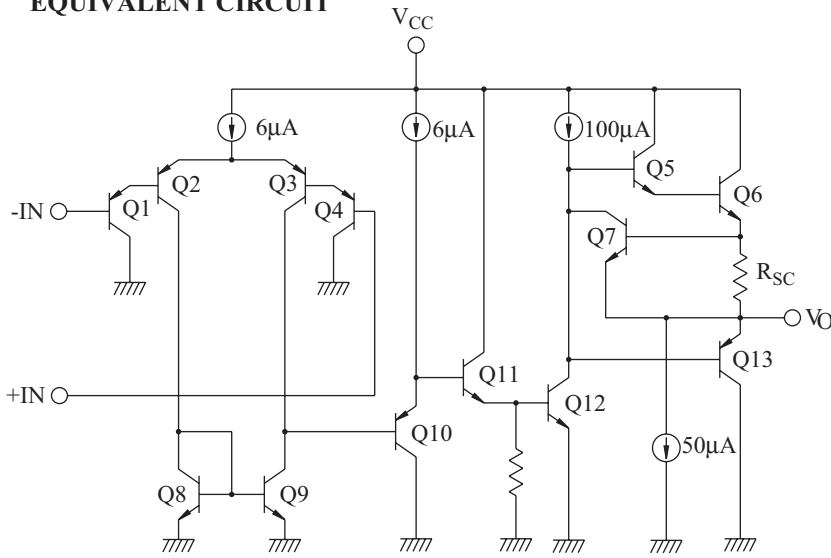 EQUIVALENT CIRCUIT
VCC
6µA
6µA
100µA
Q5
Q6
Q2
Q3
Q1
Q4
-IN
Q7
RSC
VO
+IN
Q11
Q13
Q12
Q10
50µA
Q8
Q9